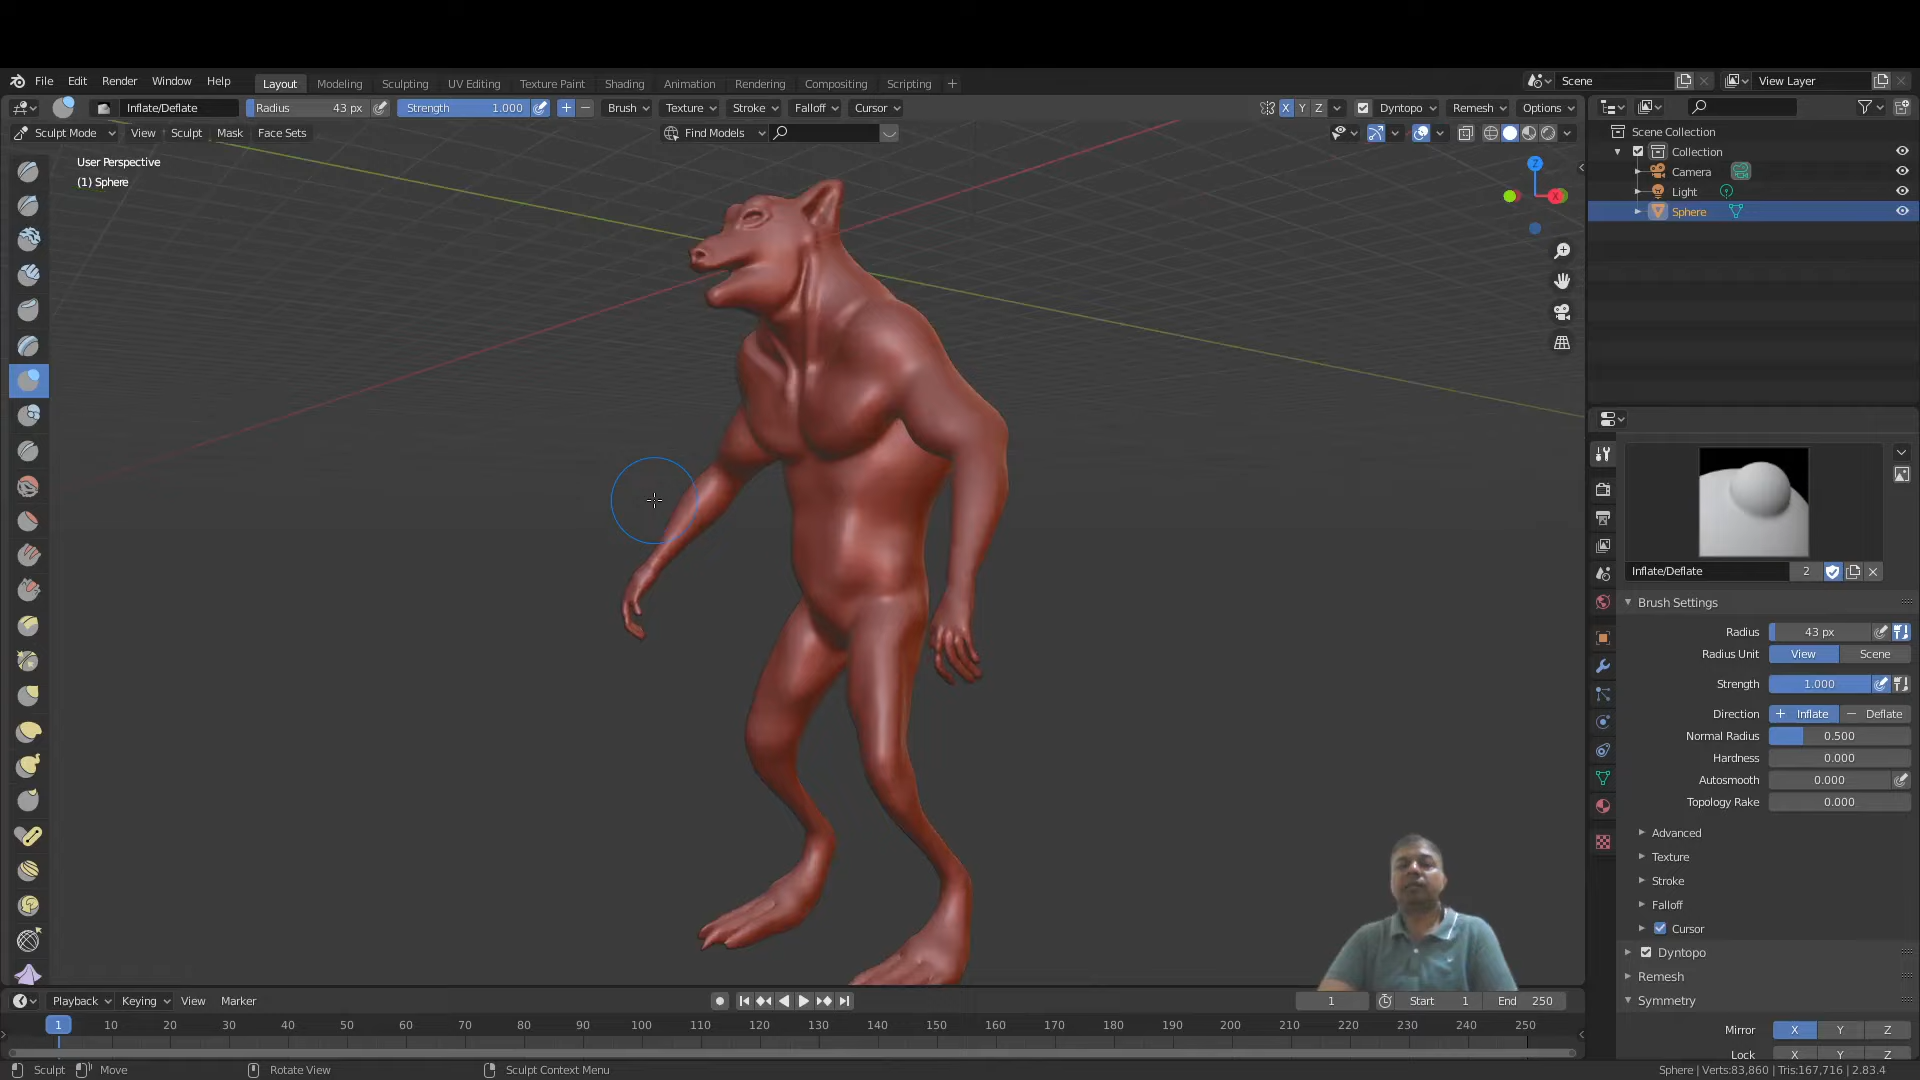 File Edit Render Window Help Layout Modeling Sculpting UV Editing Texture Paint Shading Animation Rendering Compositing Scripting + Scene View Layer
Inflate/Deflate Radius 43 px Strength 1.000 Brush Texture Stroke Falloff Cursor X Y Z Dyntopo Remesh Options
Sculpt Mode View Sculpt Mask Face Sets Find Models
User Perspective
(1) Sphere
Z
X
Scene Collection
Collection
Camera
Light
Sphere
Inflate/Deflate 2
Brush Settings
Radius 43 px
Radius Unit View Scene
Strength 1.000
Direction + Inflate − Deflate
Normal Radius 0.500
Hardness 0.000
Autosmooth 0.000
Topology Rake 0.000
Advanced
Texture
Stroke
Falloff
Cursor
Dyntopo
Remesh
Symmetry
Mirror X Y Z
Lock X Y Z
Playback Keying View Marker 1 Start 1 End 250
1 10 20 30 40 50 60 70 80 90 100 110 120 130 140 150 160 170 180 190 200 210 220 230 240 250
Sculpt Move Rotate View Sculpt Context Menu Sphere | Verts:83,860 | Tris:167,716 | 2.83.4